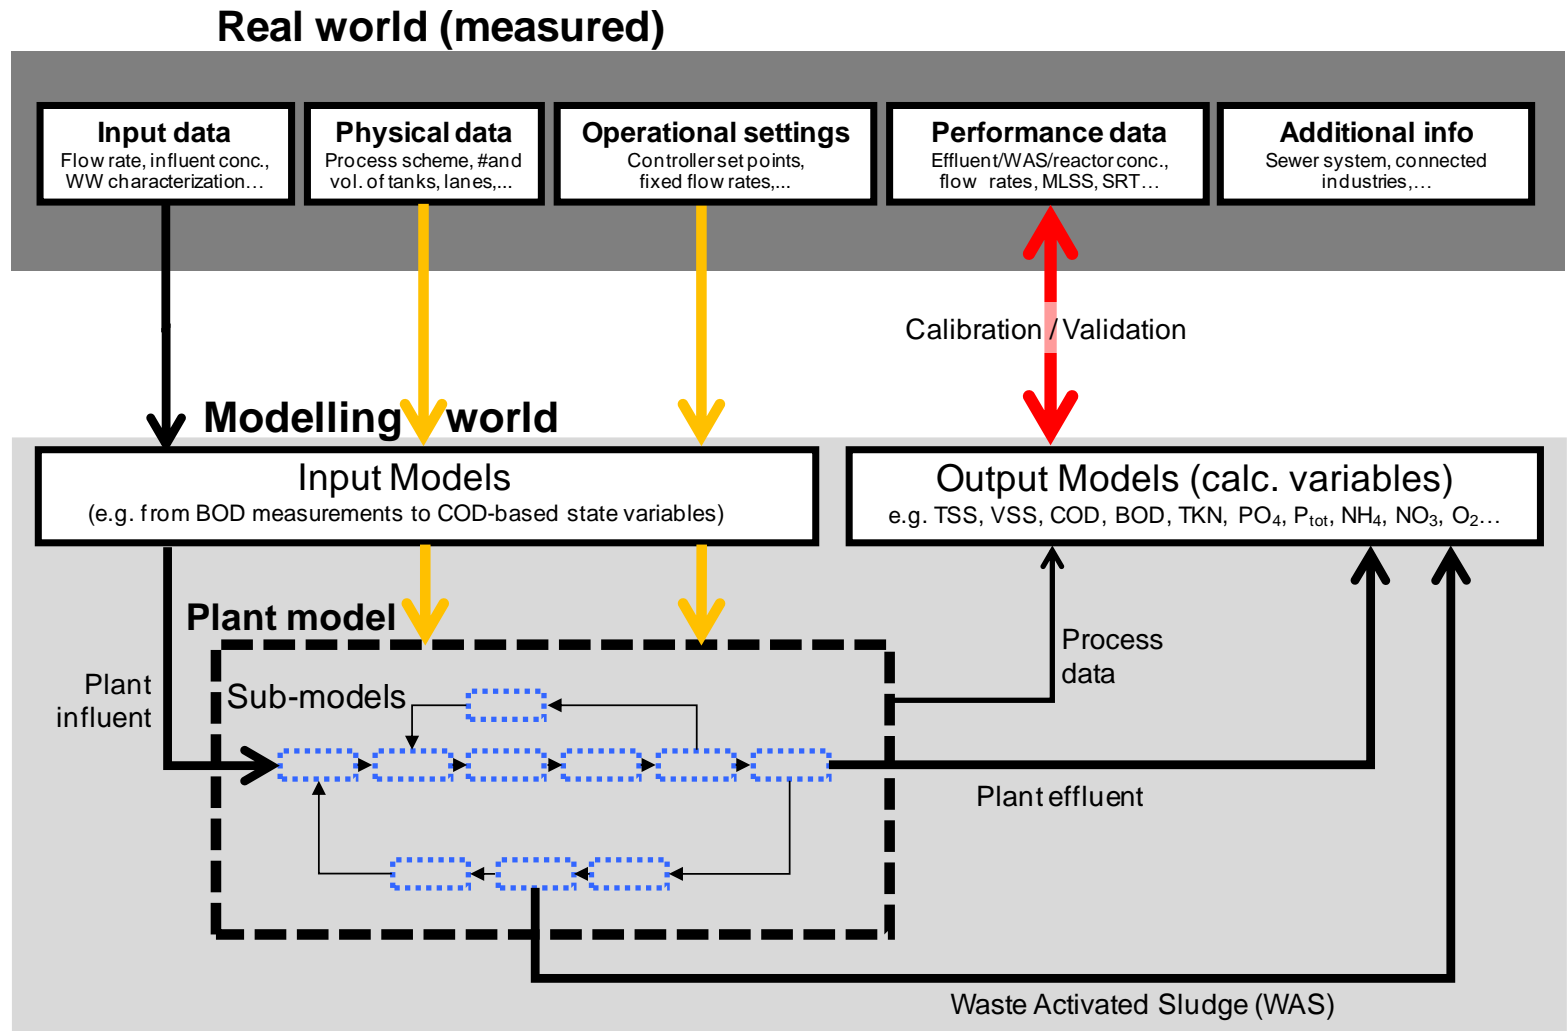 Real world (measured)
Input data
Flow rate, influent conc.,
WW characterization…
Physical data
Process scheme, #and
vol. of tanks, lanes,...
Operational settings
Controller set points,
fixed flow rates,...
Performance data
Effluent/WAS/reactor conc.,
flow rates, MLSS, SRT…
Additional info
Sewer system, connected
industries,…
Calibration / Validation
Modelling world
Input Models
(e.g. from BOD measurements to COD-based state variables)
Output Models (calc. variables)
e.g. TSS, VSS, COD, BOD, TKN, PO₄, Pₜₒₜ, NH₄, NO₃, O₂…
Plant model
Process
data
Plant
influent
Sub-models
Plant effluent
Waste Activated Sludge (WAS)